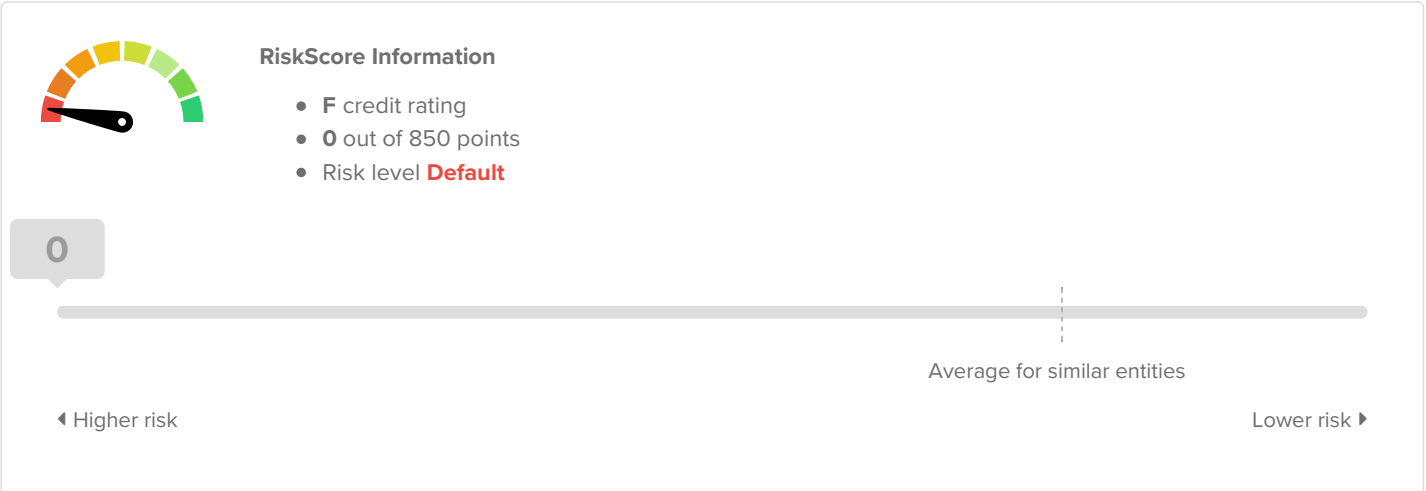 RiskScore Information
F credit rating
0 out of 850 points
Risk level Default
0
Average for similar entities
Higher risk
Lower risk